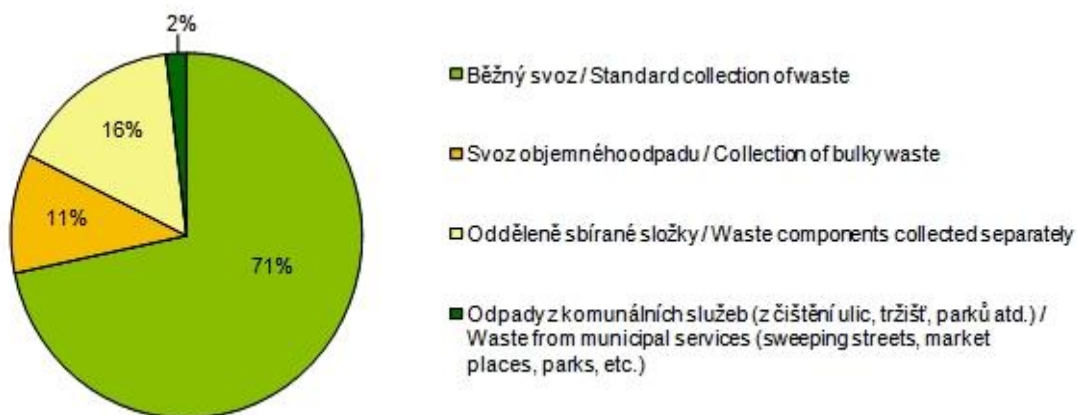 2%
16%
11%
71%
Běžný svoz / Standard collection of waste
Svoz objemného odpadu / Collection of bulky waste
Odděleně sbírané složky / Waste components collected separately
Odpady z komunálních služeb (z čištění ulic, tržišť, parků atd.) /
Waste from municipal services (sweeping streets, market
places, parks, etc.)